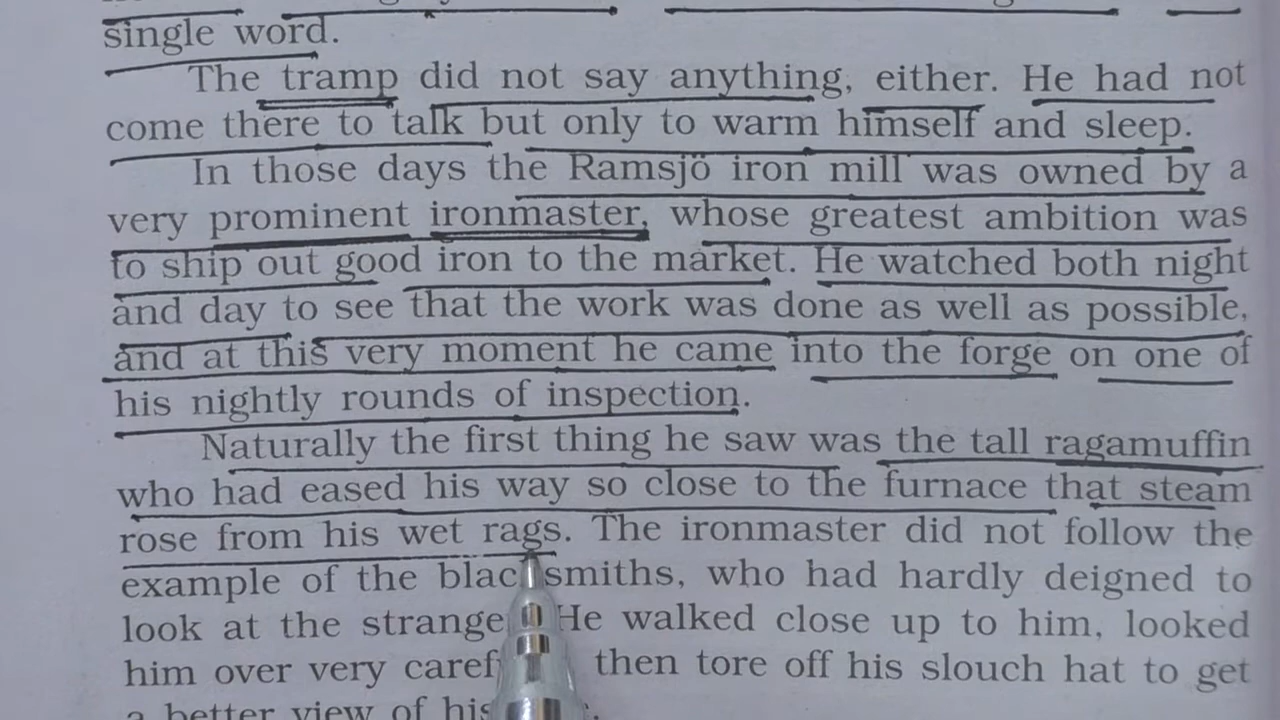 single word.
The tramp did not say anything, either. He had not
come there to talk but only to warm himself and sleep.
In those days the Ramsjö iron mill was owned by a
very prominent ironmaster, whose greatest ambition was
to ship out good iron to the market. He watched both night
and day to see that the work was done as well as possible,
and at this very moment he came into the forge on one of
his nightly rounds of inspection.
Naturally the first thing he saw was the tall ragamuffin
who had eased his way so close to the furnace that steam
rose from his wet rags. The ironmaster did not follow the
example of the blacksmiths, who had hardly deigned to
look at the stranger. He walked close up to him, looked
him over very then tore off his slouch hat to get
a better view of his